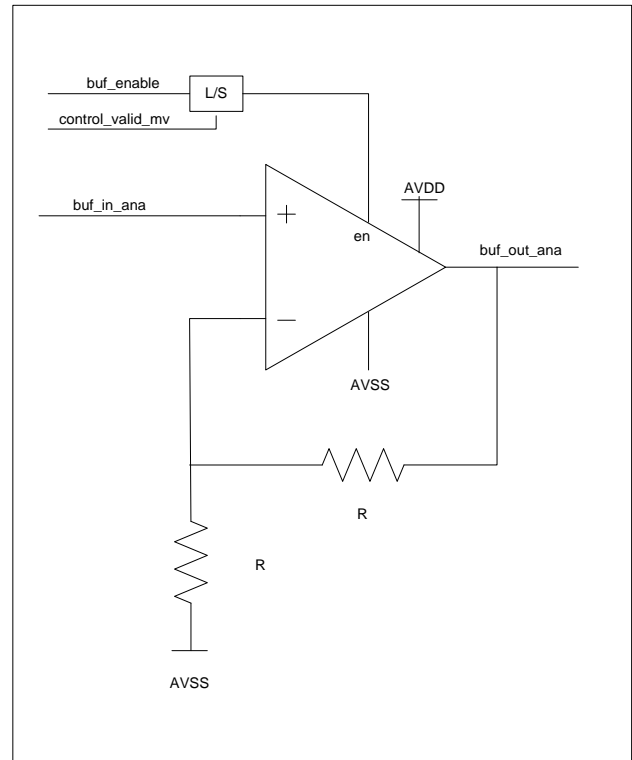 buf_enable
L/S
control_valid_mv
AVDD
buf_in_ana
+
en
buf_out_ana
−
AVSS
R
R
AVSS